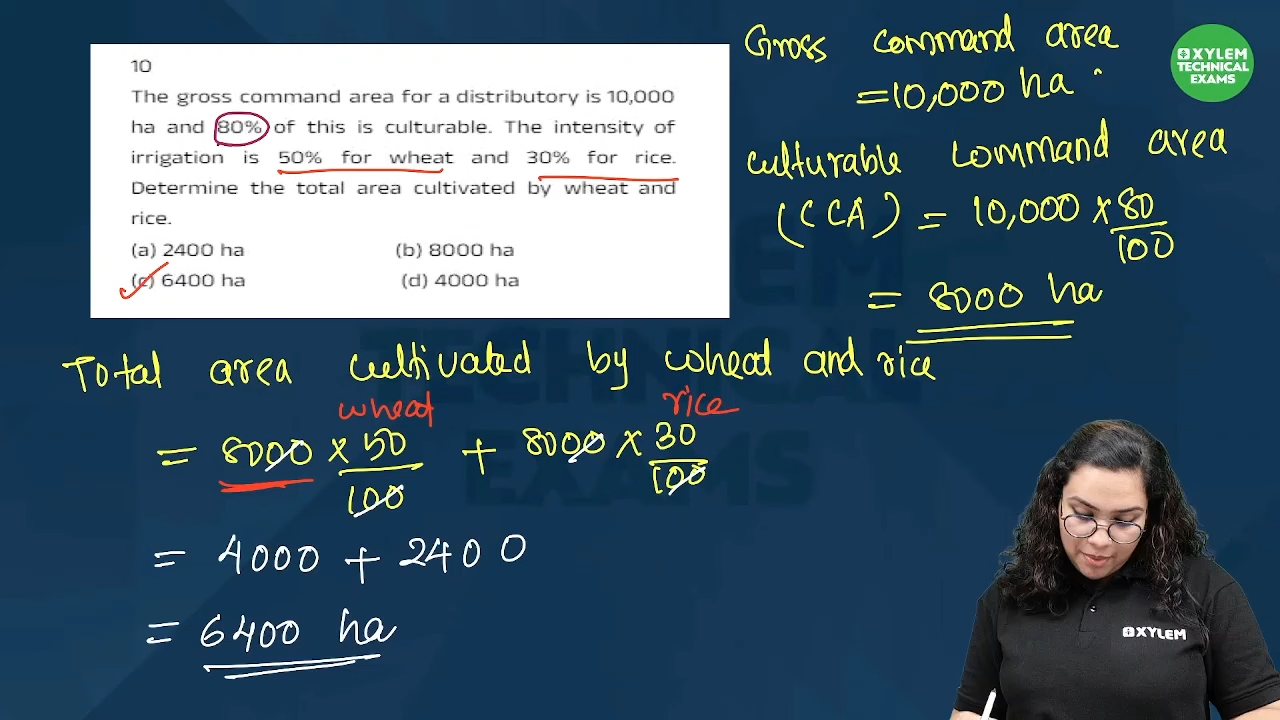 10
The gross command area for a distributory is 10,000
ha and 80% of this is culturable. The intensity of
irrigation is 50% for wheat and 30% for rice.
Determine the total area cultivated by wheat and
rice.
(a) 2400 ha (b) 8000 ha
(c) 6400 ha (d) 4000 ha
Gross command area
=10,000 ha
Culturable command area
(CCA) = 10,000 × 80/100
= 8000 ha
XYLEM
TECHNICAL
EXAMS
Total area cultivated by wheat and rice
wheat rice
= 8000 × 50/100 + 8000 × 30/100
= 4000 + 2400
= 6400 ha
XYLEM
TECHNICAL
EXAMS
XYLEM